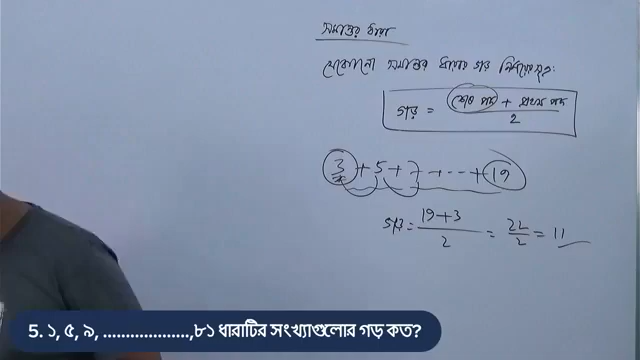 সমান্তর ধারা
যেকোনো সমান্তর ধারার গড় নির্ণয়ের সূত্র:
গড় = শেষ পদ + প্রথম পদ / 2
3 + 5 + 7 + --- + 19
গড় = 19+3 / 2 = 22 / 2 = 11
5. ১, ৫, ৯, ...................,৮১ ধারাটির সংখ্যাগুলোর গড় কত?